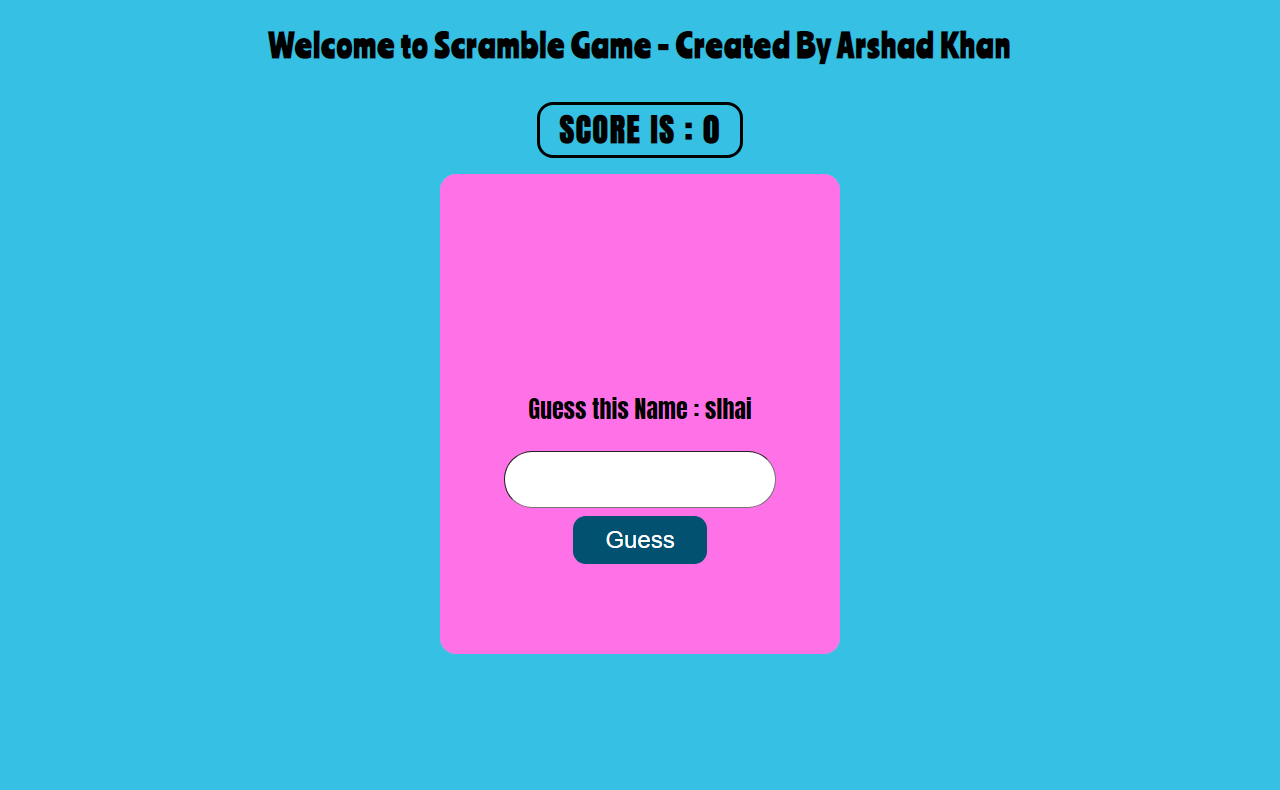 Welcome to Scramble Game - Created By Arshad Khan
SCORE IS : 0
Guess this Name : slhai
Guess